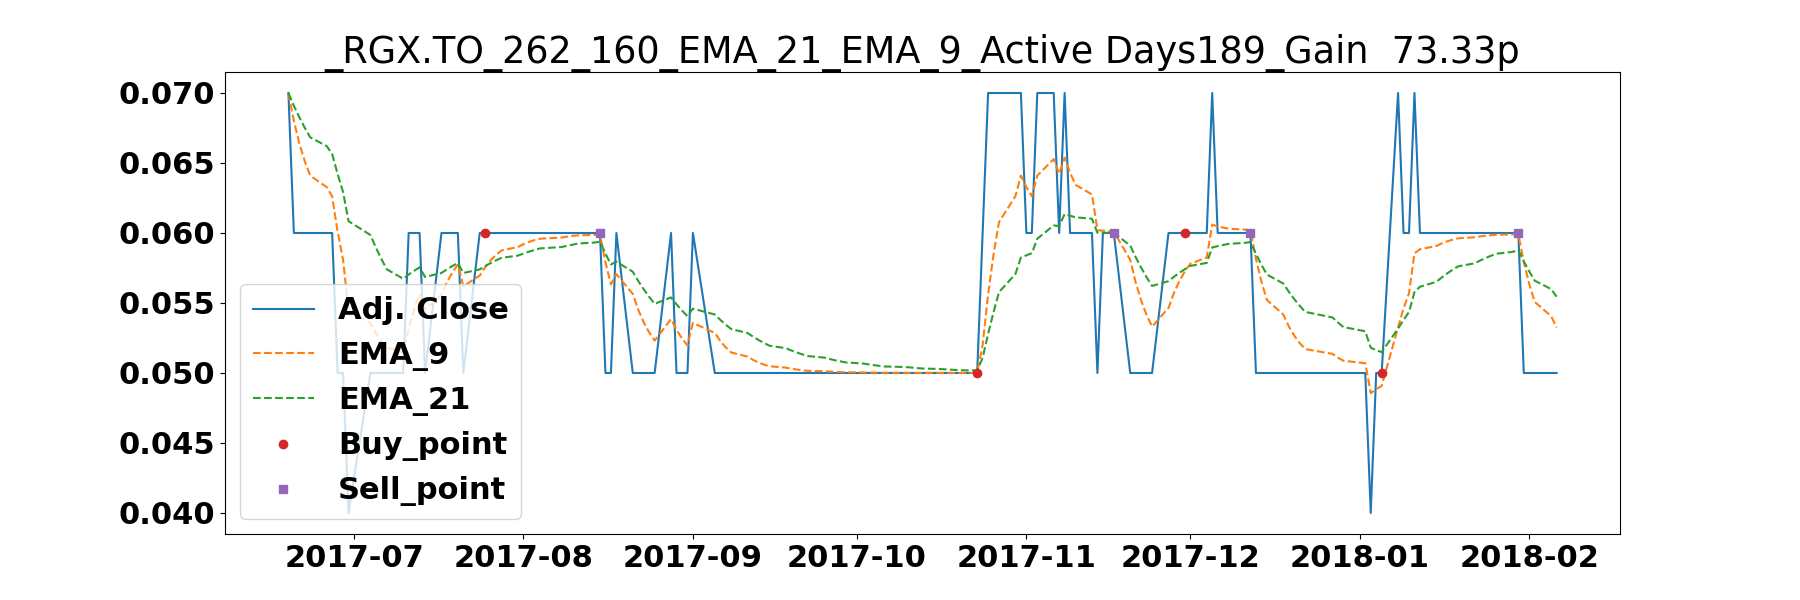 _RGX.TO_262_160_EMA_21_EMA_9_Active Days189_Gain  73.33p
0.070
0.065
0.060
0.055
0.050
0.045
0.040
Adj. Close
EMA_9
EMA_21
Buy_point
Sell_point
2017-07 2017-08 2017-09 2017-10 2017-11 2017-12 2018-01 2018-02